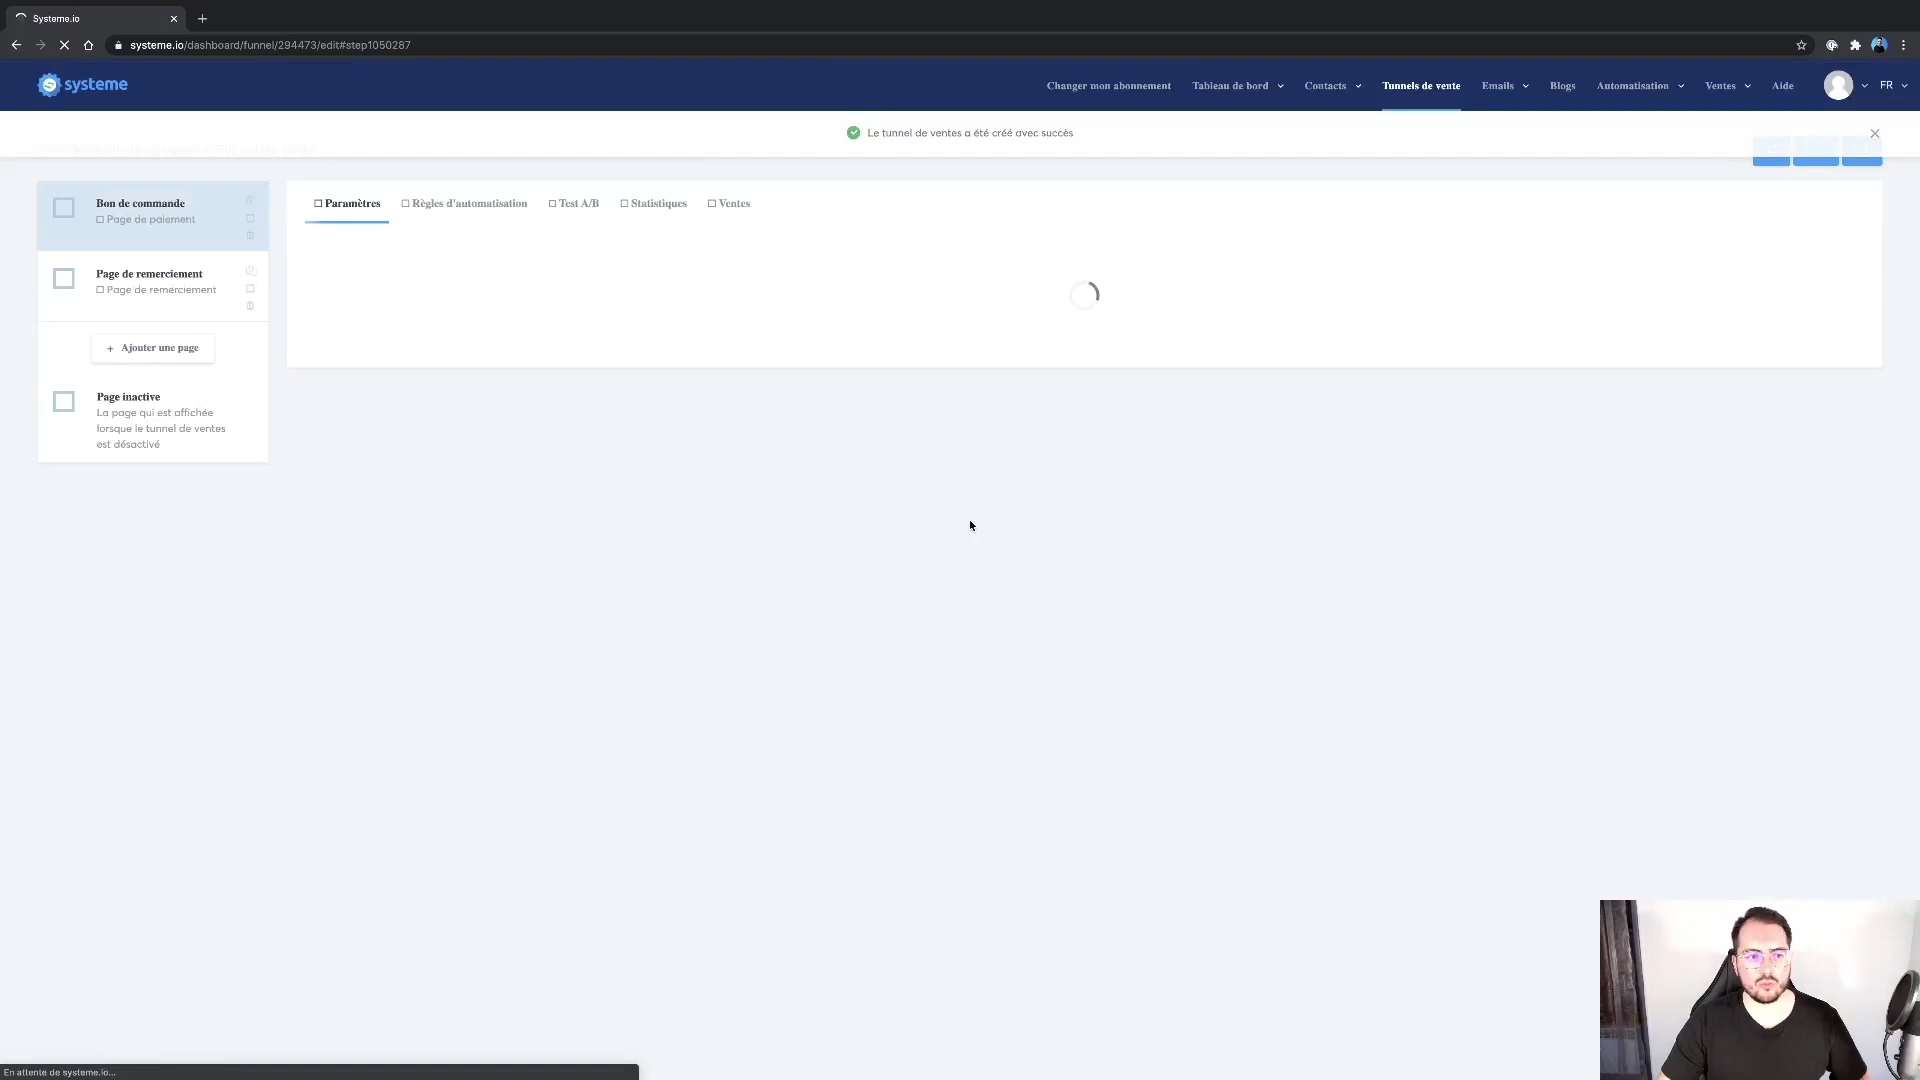 Systeme.io
systeme.io/dashboard/funnel/294473/edit#step1050287
systeme
Changer mon abonnement
Tableau de bord
Contacts
Tunnels de vente
Emails
Blogs
Automatisation
Ventes
Aide
FR
Le tunnel de ventes a été créé avec succès
Bon de commande
Page de paiement
Page de remerciement
Page de remerciement
+ Ajouter une page
Page inactive
La page qui est affichée
lorsque le tunnel de ventes
est désactivé
Paramètres
Règles d'automatisation
Test A/B
Statistiques
Ventes
En attente de systeme.io...